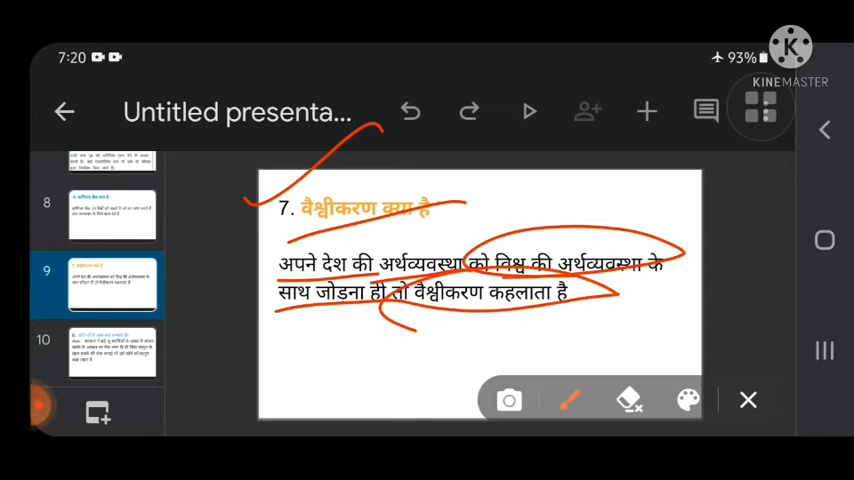 7:20
93%
K
KINEMASTER
Untitled presenta...
8
7. वैश्वीकरण क्या है
9
अपने देश की अर्थव्यवस्था को विश्व की अर्थव्यवस्था के
साथ जोडना ही तो वैश्वीकरण कहलाता है
10